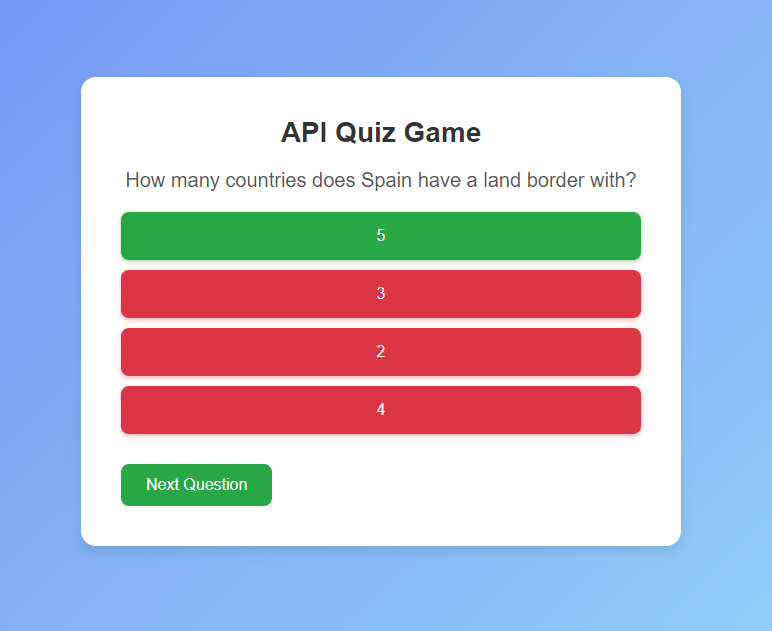 API Quiz Game
How many countries does Spain have a land border with?
5
3
2
4
Next Question